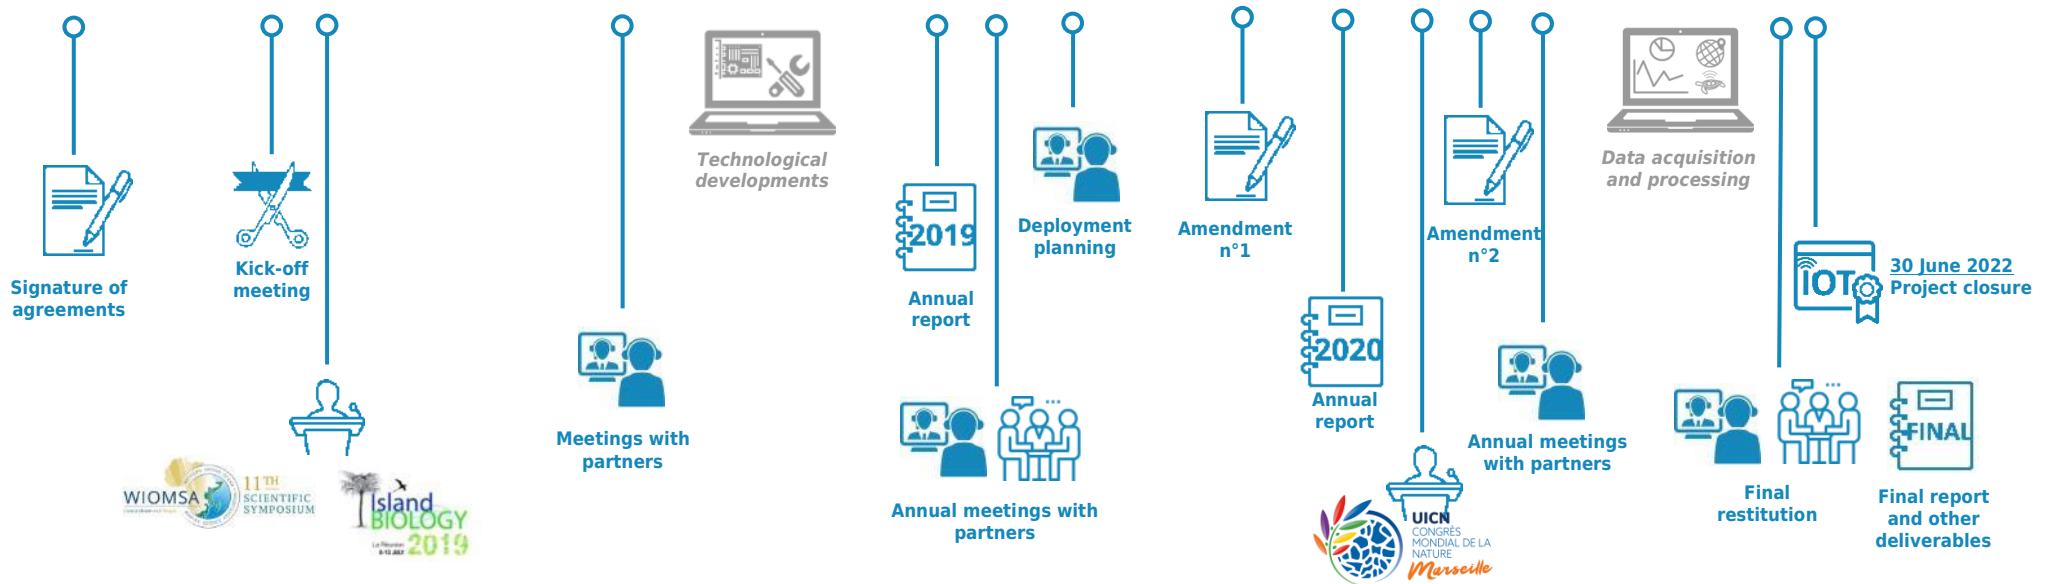 Signature of
agreements
Kick-off
meeting
WIOMSA
11TH
SCIENTIFIC
SYMPOSIUM
Island
BIOLOGY
2019
Meetings with
partners
Technological
developments
2019
Annual
report
Annual meetings with
partners
Deployment
planning
Amendment
n°1
2020
Annual
report
UICN
CONGRÈS
MONDIAL DE LA
NATURE
Marseille
Amendment
n°2
Annual meetings
with partners
Data acquisition
and processing
Final
restitution
IOT
30 June 2022
Project closure
FINAL
Final report
and other
deliverables